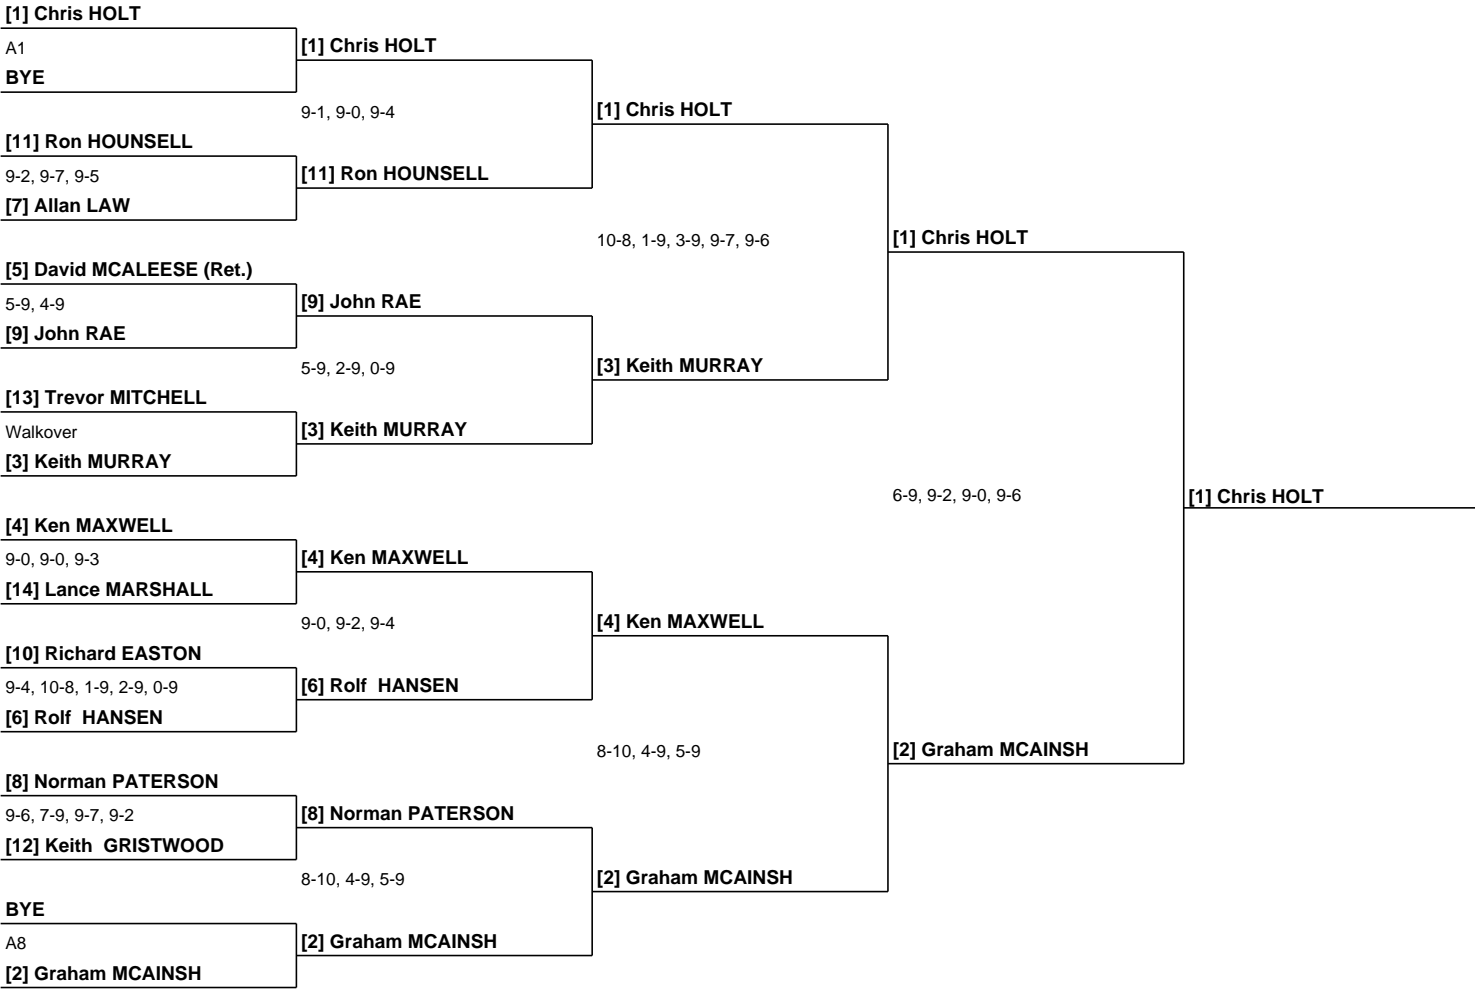 [1] Chris HOLT
A1
BYE
[11] Ron HOUNSELL
9-2, 9-7, 9-5
[7] Allan LAW
[5] David MCALEESE (Ret.)
5-9, 4-9
[9] John RAE
[13] Trevor MITCHELL
Walkover
[3] Keith MURRAY
[4] Ken MAXWELL
9-0, 9-0, 9-3
[14] Lance MARSHALL
[10] Richard EASTON
9-4, 10-8, 1-9, 2-9, 0-9
[6] Rolf  HANSEN
[8] Norman PATERSON
9-6, 7-9, 9-7, 9-2
[12] Keith  GRISTWOOD
BYE
A8
[2] Graham MCAINSH
[1] Chris HOLT
9-1, 9-0, 9-4
[11] Ron HOUNSELL
[9] John RAE
5-9, 2-9, 0-9
[3] Keith MURRAY
[4] Ken MAXWELL
9-0, 9-2, 9-4
[6] Rolf  HANSEN
[8] Norman PATERSON
8-10, 4-9, 5-9
[2] Graham MCAINSH
[1] Chris HOLT
10-8, 1-9, 3-9, 9-7, 9-6
[3] Keith MURRAY
[4] Ken MAXWELL
8-10, 4-9, 5-9
[2] Graham MCAINSH
[1] Chris HOLT
6-9, 9-2, 9-0, 9-6
[2] Graham MCAINSH
[1] Chris HOLT